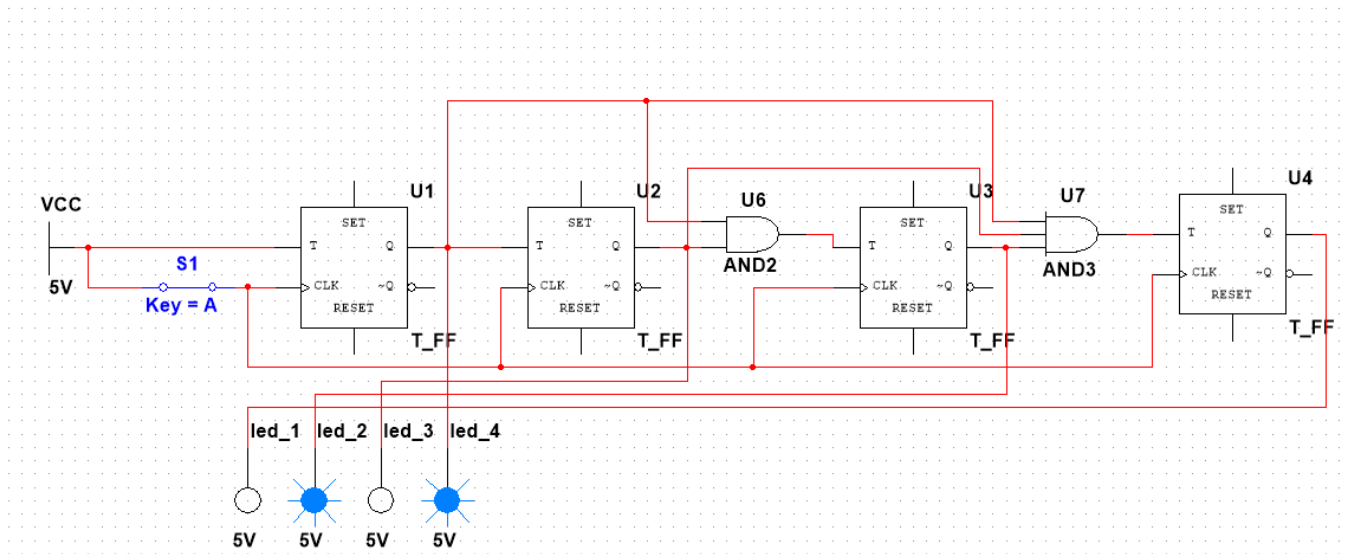 U1
U2
U3
U4
U6
U7
VCC
5V
S1
Key = A
SET
T
Q
CLK
~Q
RESET
T_FF
SET
T
Q
CLK
~Q
RESET
T_FF
AND2
SET
T
Q
CLK
~Q
RESET
T_FF
AND3
SET
T
Q
CLK
~Q
RESET
T_FF
led_1 led_2 led_3 led_4
5V 5V 5V 5V